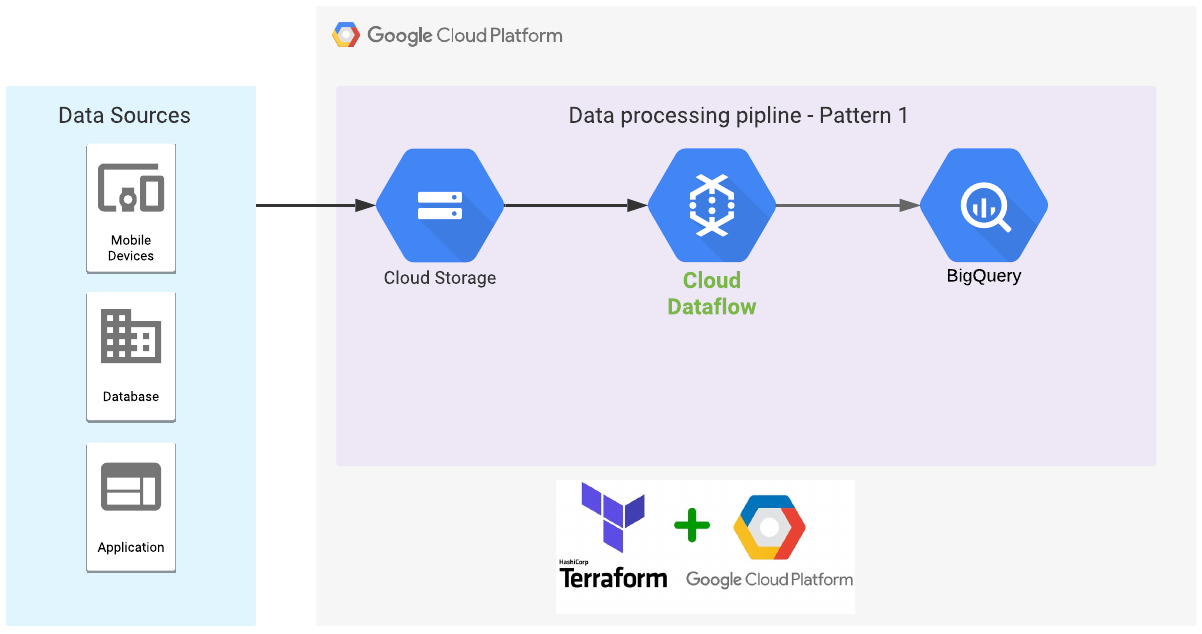 Google Cloud Platform
Data Sources
Data processing pipline - Pattern 1
Mobile
Devices
Cloud Storage
Cloud
Dataflow
BigQuery
Database
Application
HashiCorp
Terraform
Google Cloud Platform